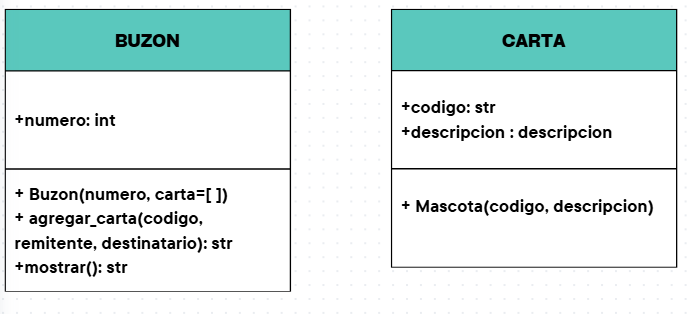 BUZON
+numero: int
+ Buzon(numero, carta=[ ])
+ agregar_carta(codigo,
remitente, destinatario): str
+mostrar(): str
CARTA
+codigo: str
+descripcion : descripcion
+ Mascota(codigo, descripcion)